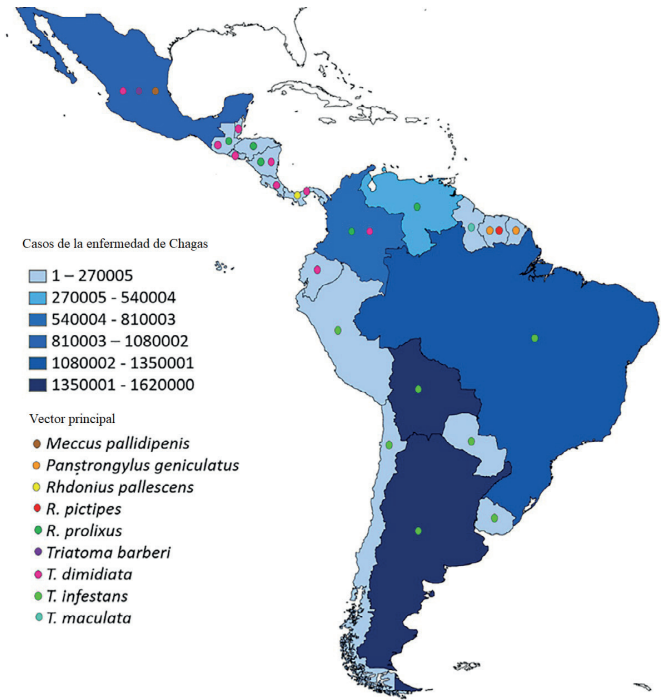 Casos de la enfermedad de Chagas
1 – 270005
270005 - 540004
540004 - 810003
810003 – 1080002
1080002 - 1350001
1350001 - 1620000
Vector principal
Meccus pallidipenis
Panstrongylus geniculatus
Rhdonius pallescens
R. pictipes
R. prolixus
Triatoma barberi
T. dimidiata
T. infestans
T. maculata